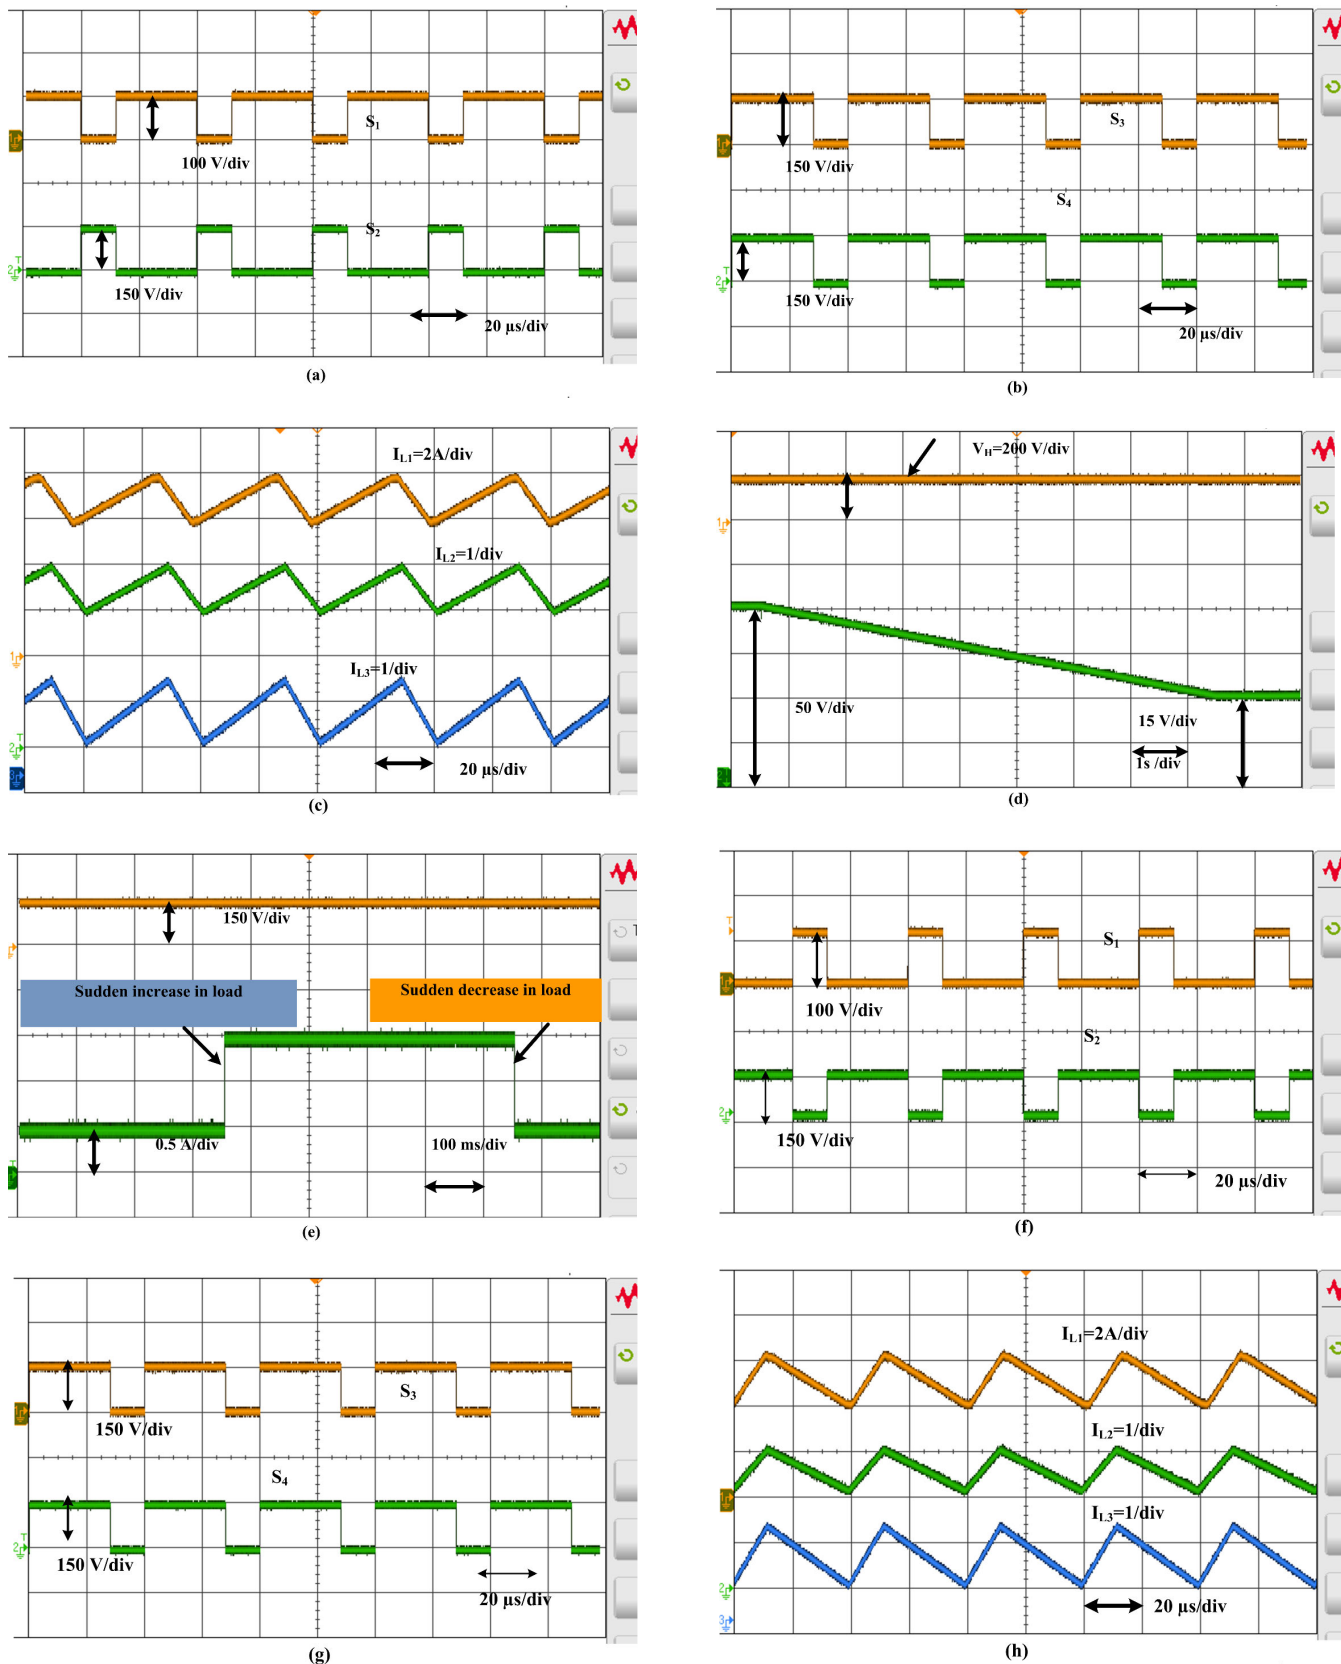 S1
100 V/div
S2
150 V/div
20 µs/div
(a)
S3
150 V/div
S4
150 V/div
20 µs/div
(b)
IL1=2A/div
IL2=1/div
IL3=1/div
20 µs/div
(c)
VH=200 V/div
50 V/div
15 V/div
1s /div
(d)
150 V/div
Sudden increase in load
Sudden decrease in load
0.5 A/div
100 ms/div
(e)
S1
100 V/div
S2
150 V/div
20 µs/div
(f)
S3
150 V/div
S4
150 V/div
20 µs/div
(g)
IL1=2A/div
IL2=1/div
IL3=1/div
20 µs/div
(h)